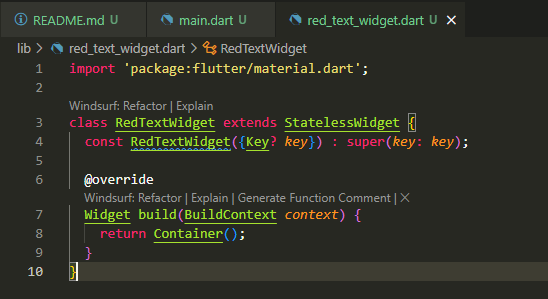 README.md U main.dart U red_text_widget.dart U ×
lib > red_text_widget.dart > RedTextWidget
1 import 'package:flutter/material.dart';
2
Windsurf: Refactor | Explain
3 class RedTextWidget extends StatelessWidget {
4 const RedTextWidget({Key? key}) : super(key: key);
5
6 @override
Windsurf: Refactor | Explain | Generate Function Comment | ×
7 Widget build(BuildContext context) {
8 return Container();
9 }
10 }